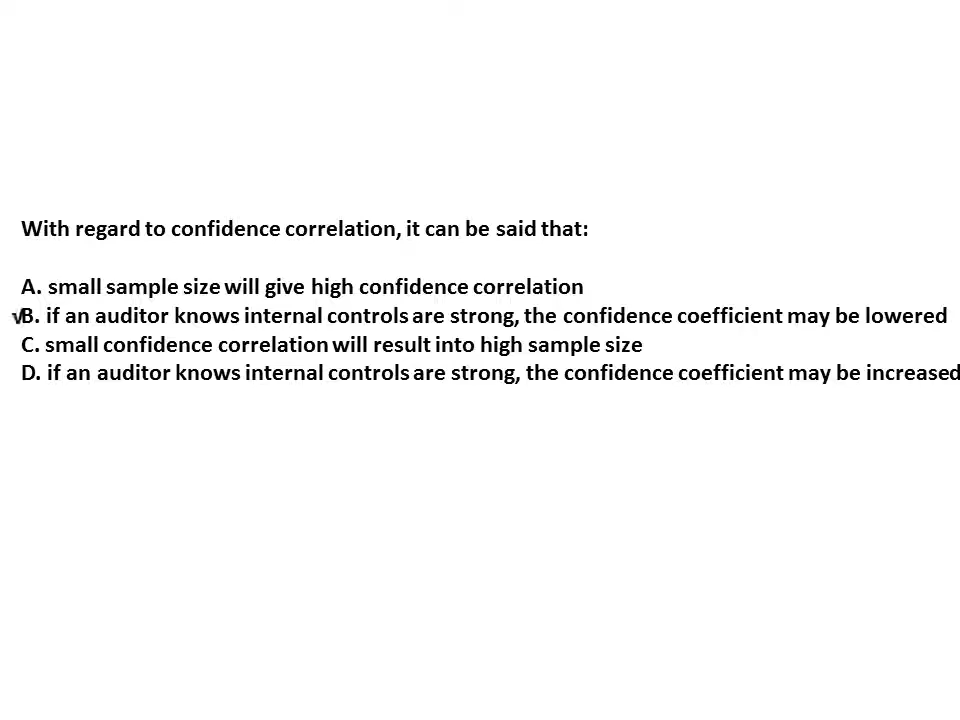 With regard to confidence correlation, it can be said that:
A. small sample size will give high confidence correlation
√B. if an auditor knows internal controls are strong, the confidence coefficient may be lowered
C. small confidence correlation will result into high sample size
D. if an auditor knows internal controls are strong, the confidence coefficient may be increased